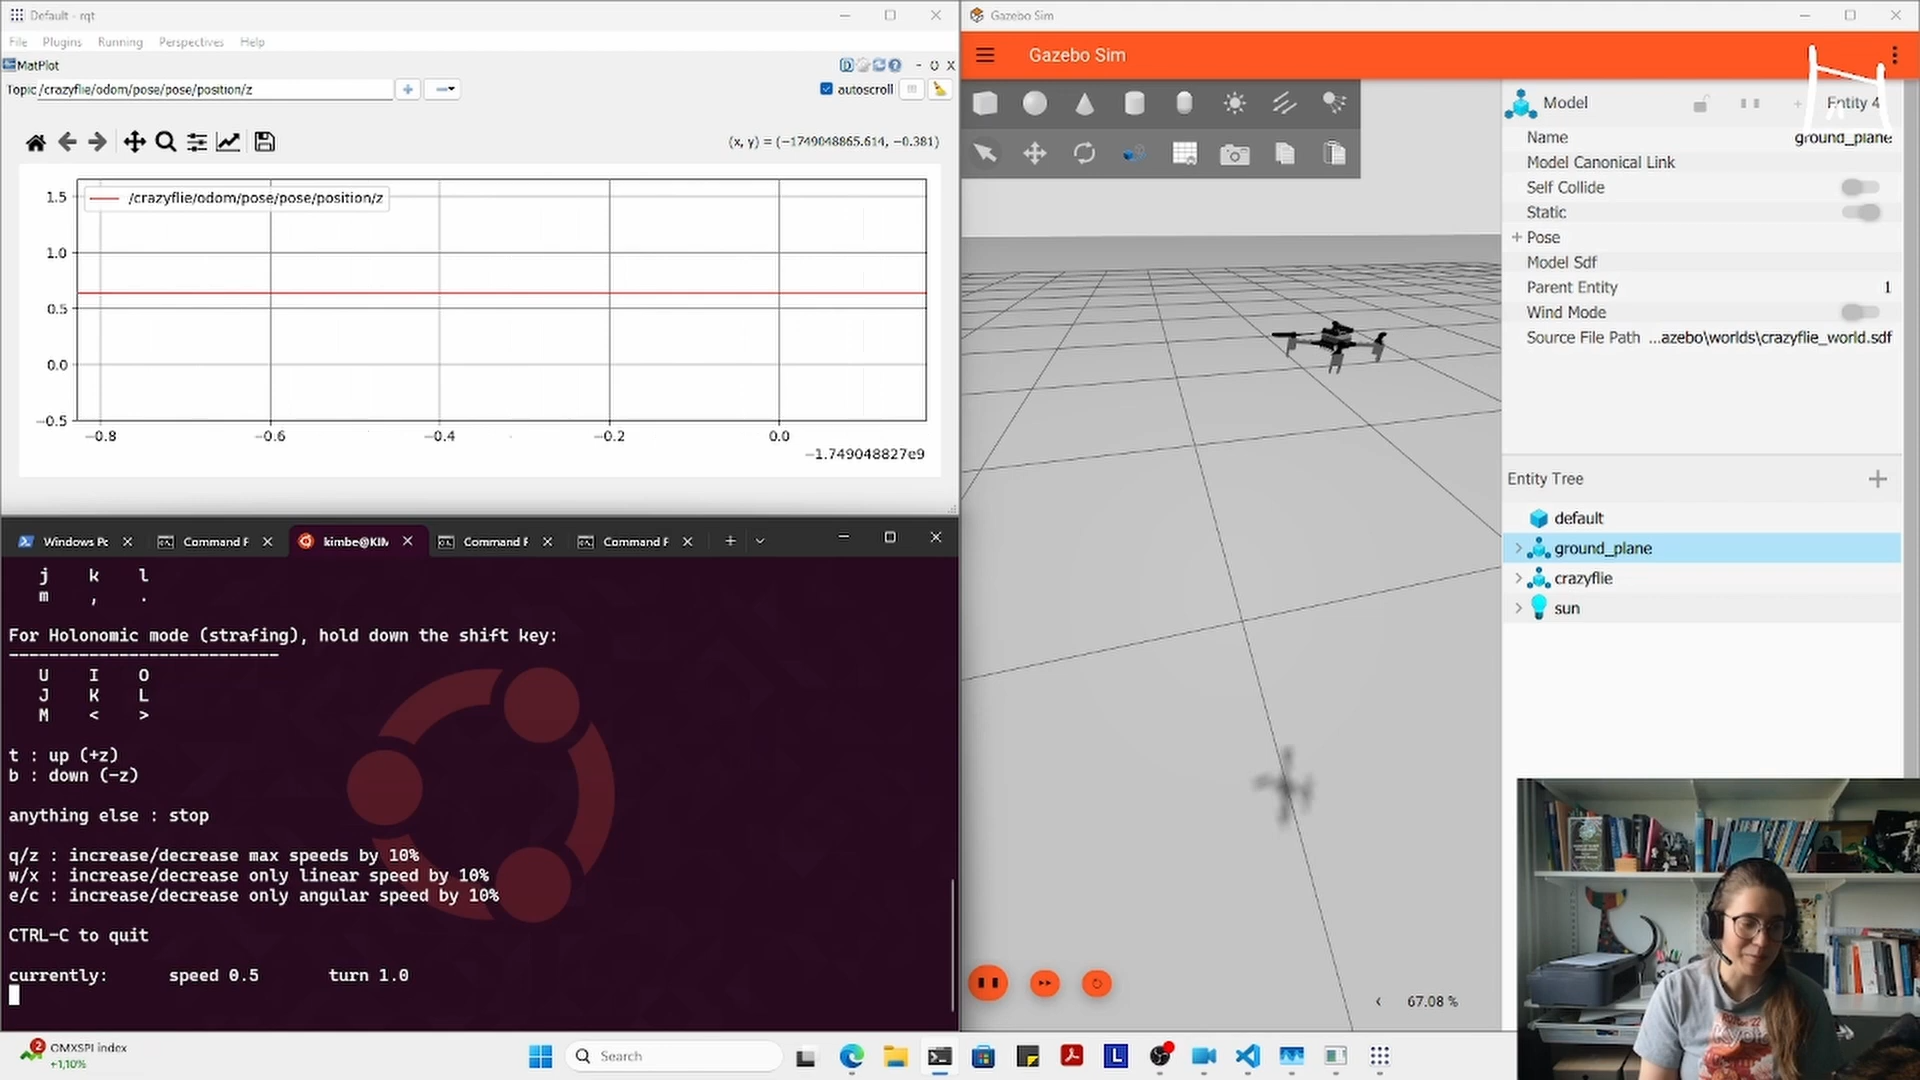 Default - rqt
File Plugins Running Perspectives Help
MatPlot
D - O X
Topic /crazyflie/odom/pose/pose/position/z
autoscroll
(x, y) = (−1749048865.614, −0.381)
/crazyflie/odom/pose/pose/position/z
1.5
1.0
0.5
0.0
−0.5
−0.8 −0.6 −0.4 −0.2 0.0
−1.749048827e9
Windows Pc Command F kimbe@KIM Command F Command F
j k l
m , .
For Holonomic mode (strafing), hold down the shift key:
---------------------------
U I O
J K L
M < >
t : up (+z)
b : down (-z)
anything else : stop
q/z : increase/decrease max speeds by 10%
w/x : increase/decrease only linear speed by 10%
e/c : increase/decrease only angular speed by 10%
CTRL-C to quit
currently: speed 0.5 turn 1.0
Gazebo Sim
Gazebo Sim
Model Entity 4
Name ground_plane
Model Canonical Link
Self Collide
Static
+ Pose
Model Sdf
Parent Entity 1
Wind Mode
Source File Path ...azebo\worlds\crazyflie_world.sdf
Entity Tree
default
ground_plane
crazyflie
sun
67.08 %
2
OMXSPI index
+1,10%
Search
L